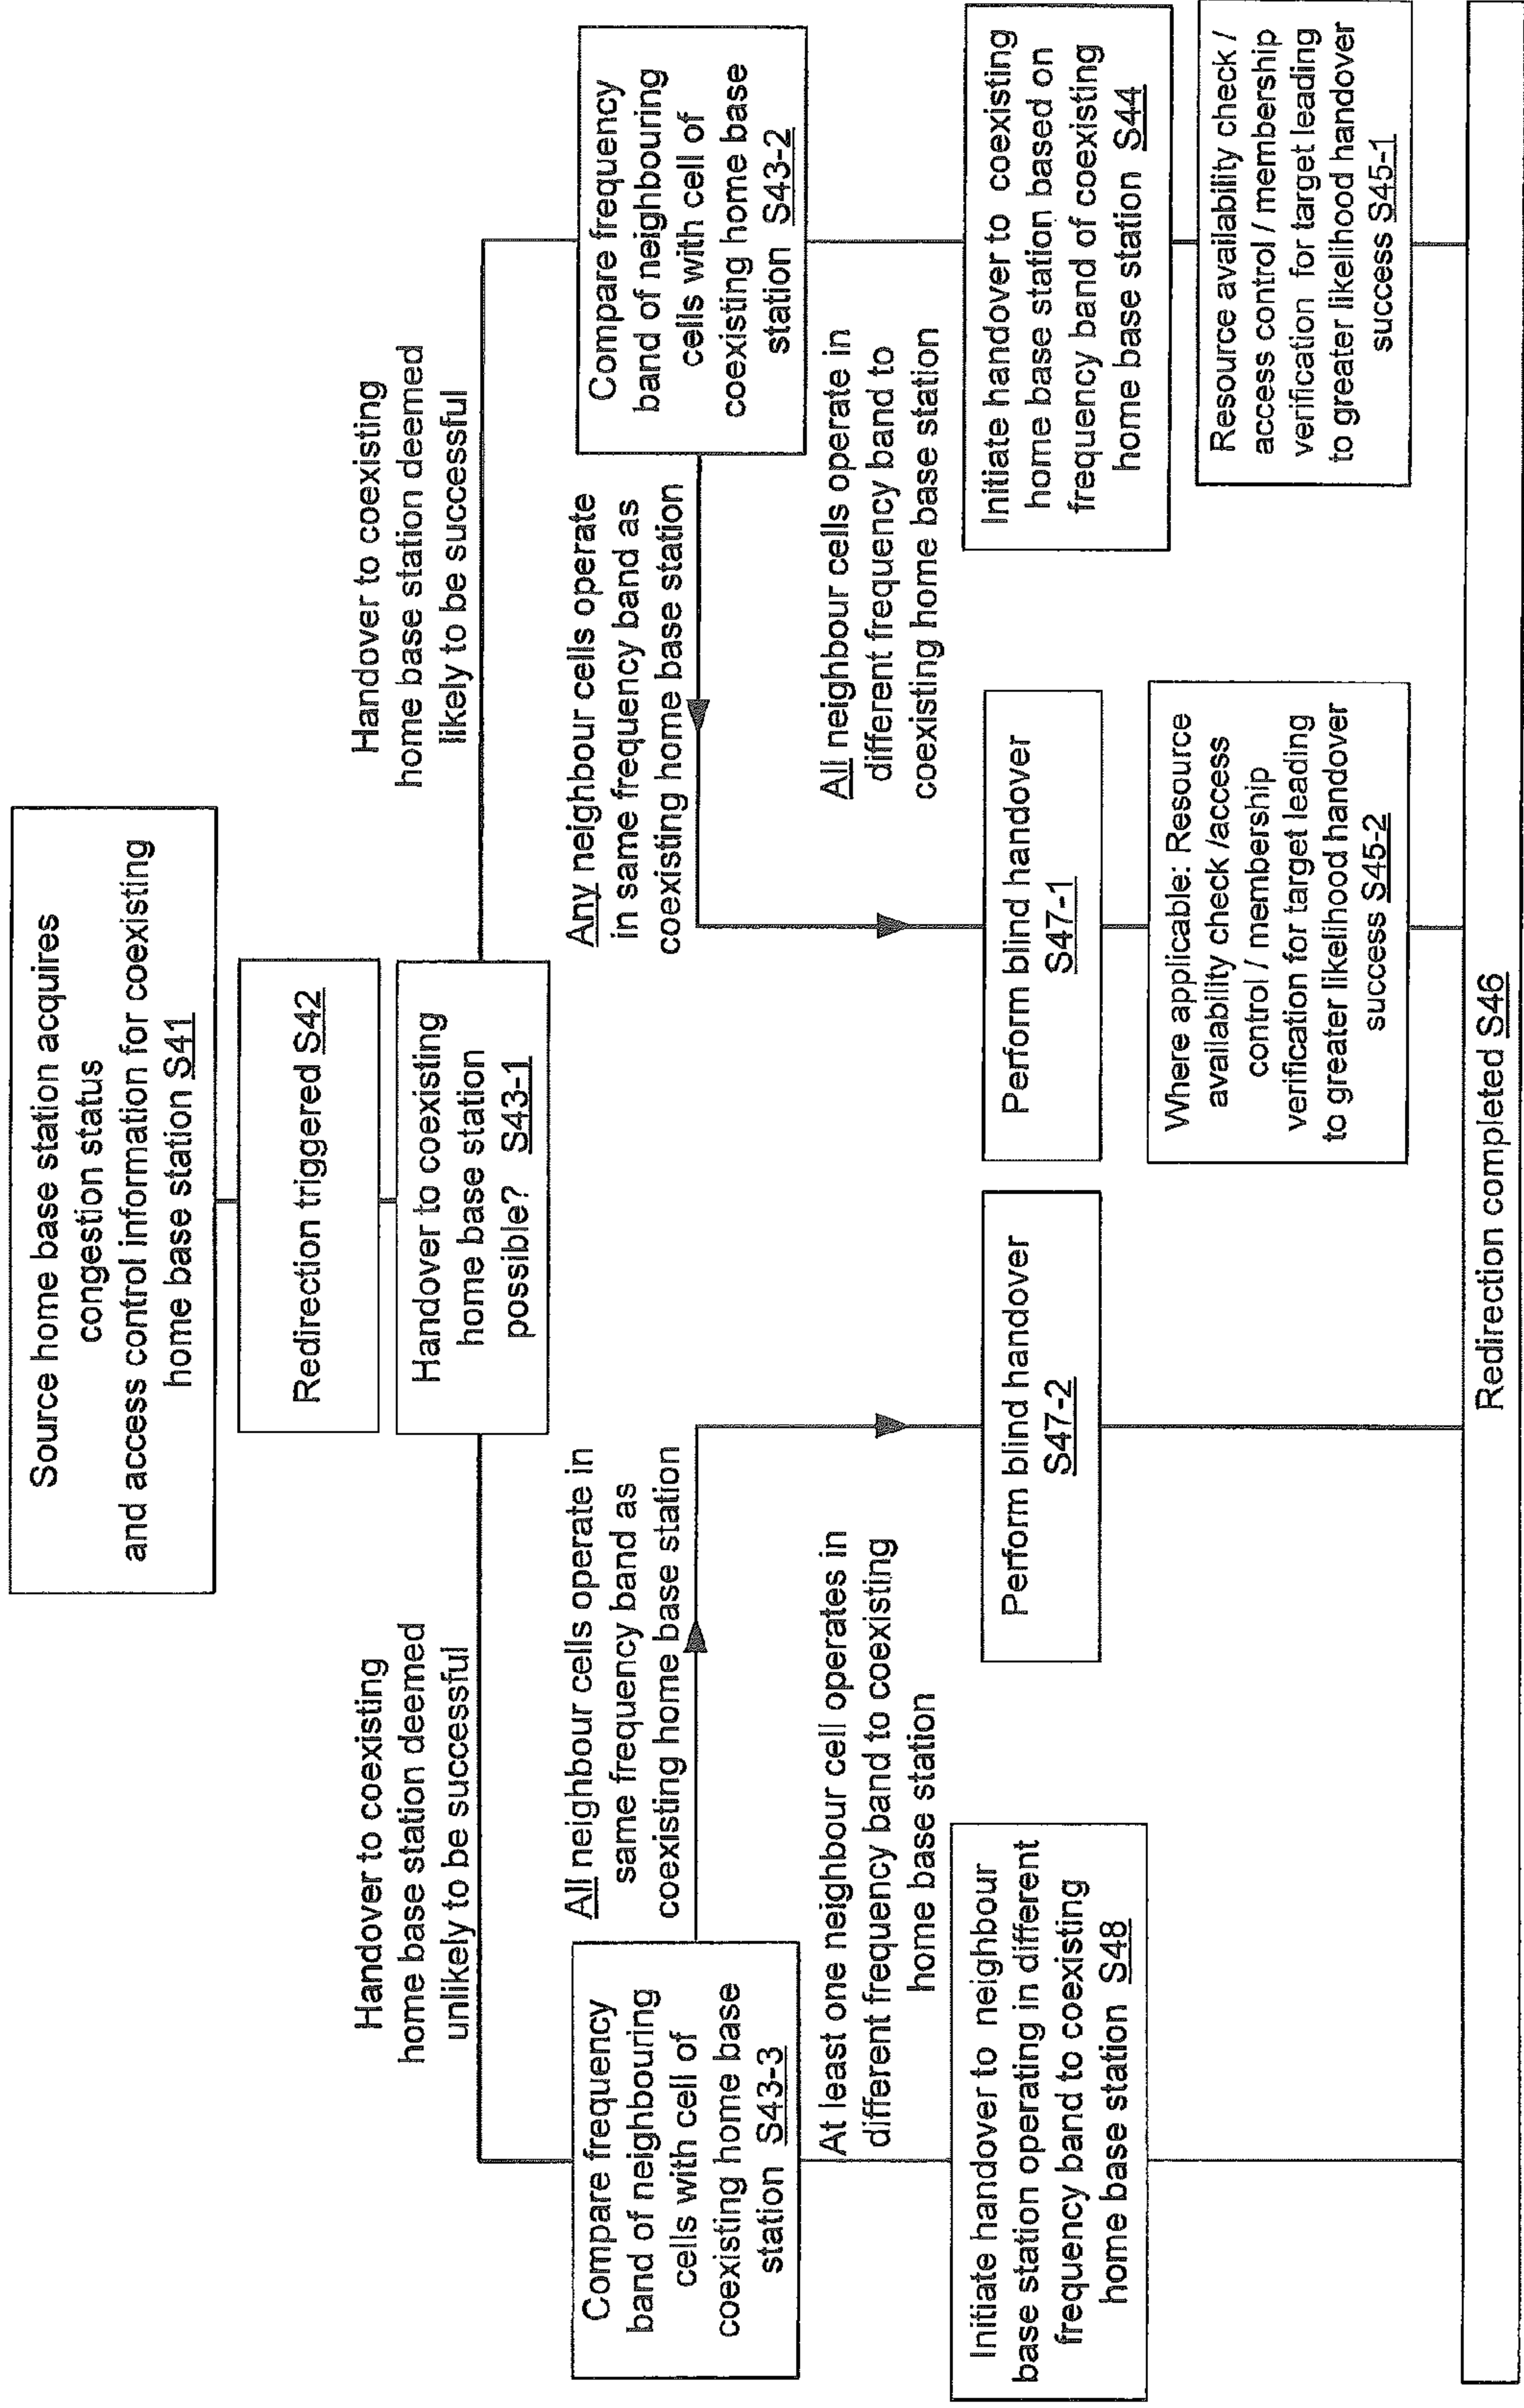 Source home base station acquires
congestion status
and access control information for coexisting
home base station S41
Redirection triggered S42
Handover to coexisting
home base station
possible? S43-1
Handover to coexisting
home base station deemed
unlikely to be successful
Handover to coexisting
home base station deemed
likely to be successful
Compare frequency
band of neighbouring
cells with cell of
coexisting home base
station S43-3
All neighbour cells operate in
same frequency band as
coexisting home base station
Any neighbour cells operate
in same frequency band as
coexisting home base station
Compare frequency
band of neighbouring
cells with cell of
coexisting home base
station S43-2
At least one neighbour cell operates in
different frequency band to coexisting
home base station
All neighbour cells operate in
different frequency band to
coexisting home base station
Initiate handover to neighbour
base station operating in different
frequency band to coexisting
home base station S48
Perform blind handover
S47-2
Perform blind handover
S47-1
Initiate handover to coexisting
home base station based on
frequency band of coexisting
home base station S44
Where applicable: Resource
availability check /access
control / membership
verification for target leading
to greater likelihood handover
success S45-2
Resource availability check /
access control / membership
verification for target leading
to greater likelihood handover
success S45-1
Redirection completed S46